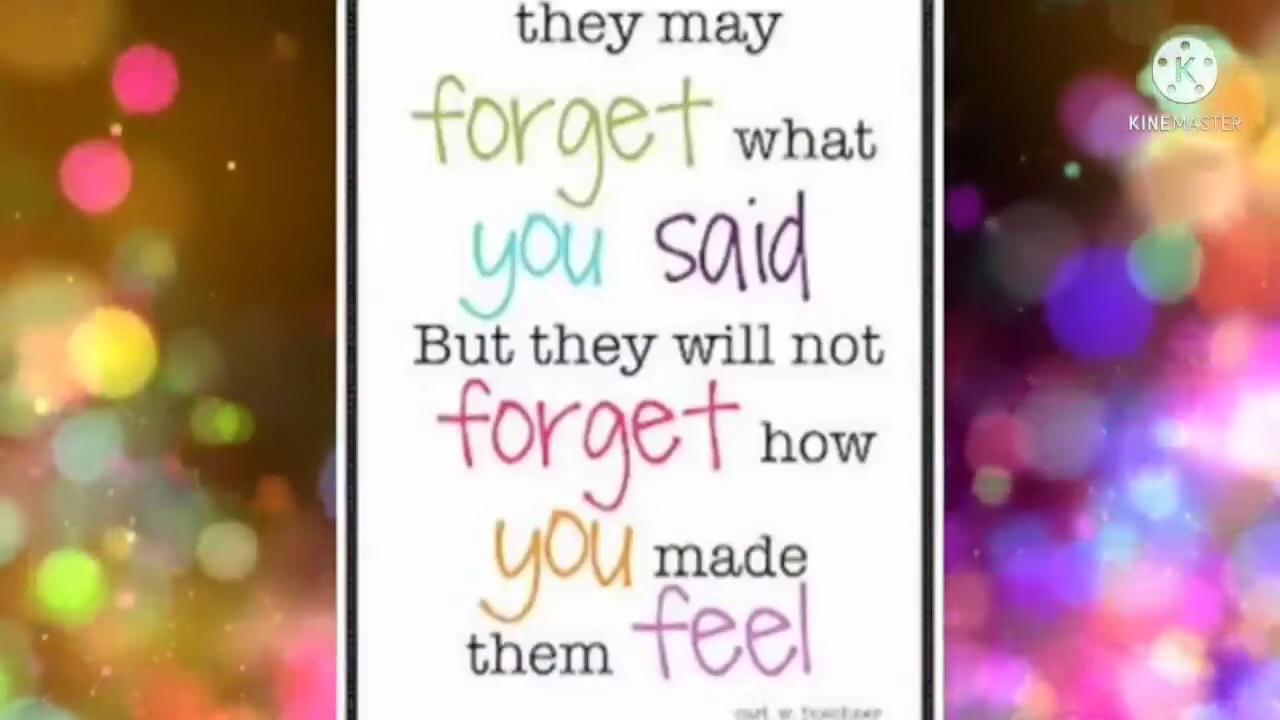 they may
forget what
you said
But they will not
forget how
you made
them feel
KINEMASTER